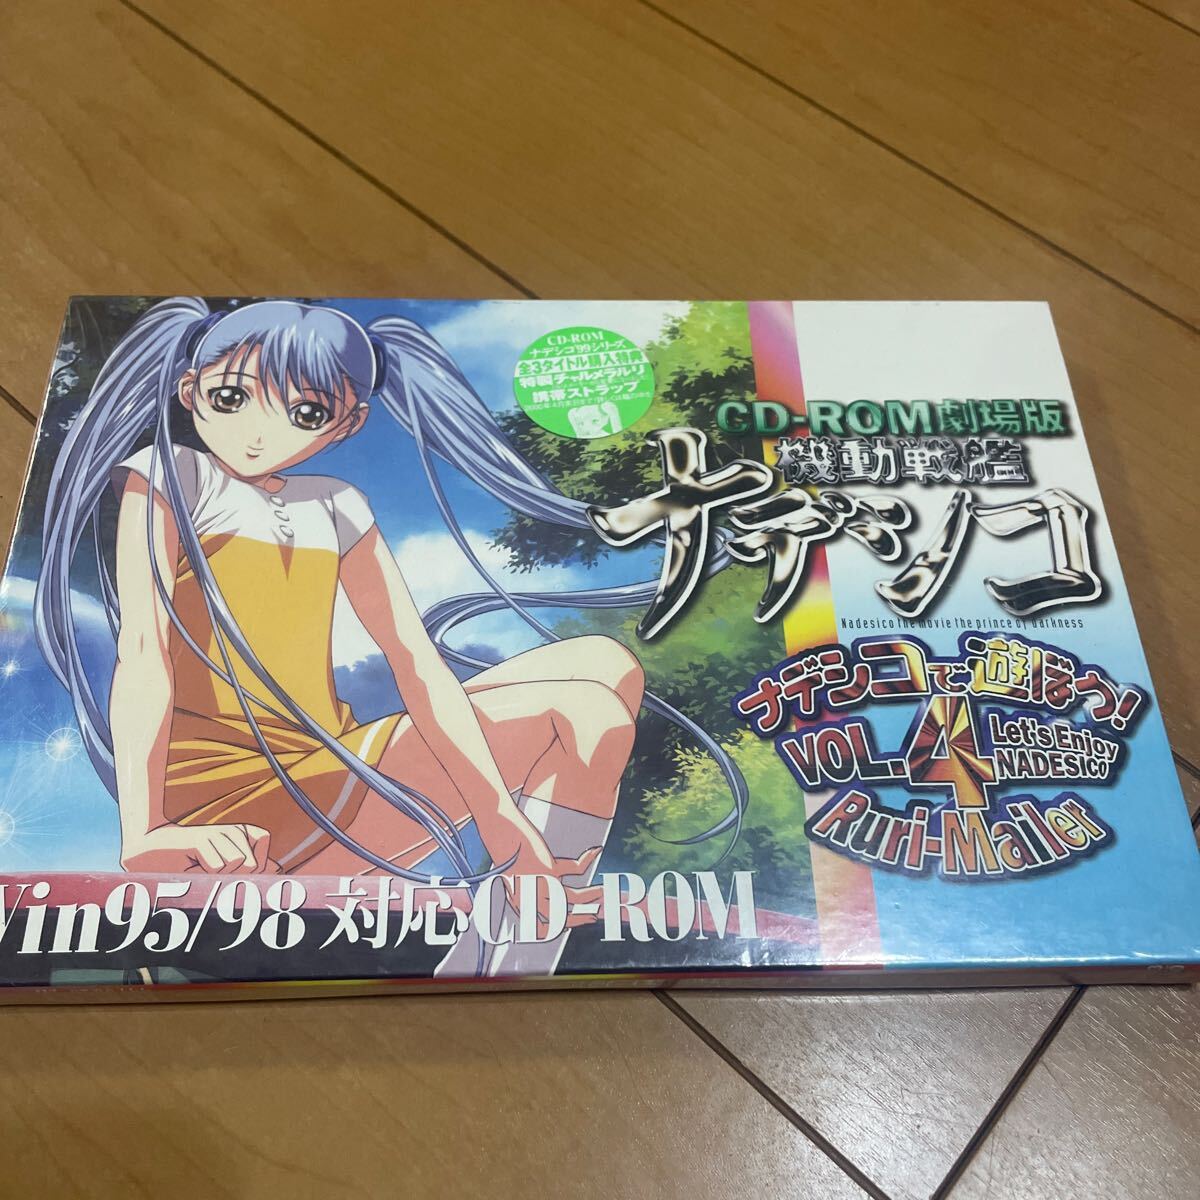 CD-ROM
ナデシコ'99シリーズ
全3タイトル購入特典
特製チャルメラルリ
携帯ストラップ
CD-ROM劇場版
機動戦艦
ナデシコ
Nadesico the movie the prince of darkness
ナデシコで遊ぼう!
VOL.4
Let's Enjoy
NADESICO
Ruri-Mailer
Win95/98 対応CD-ROM